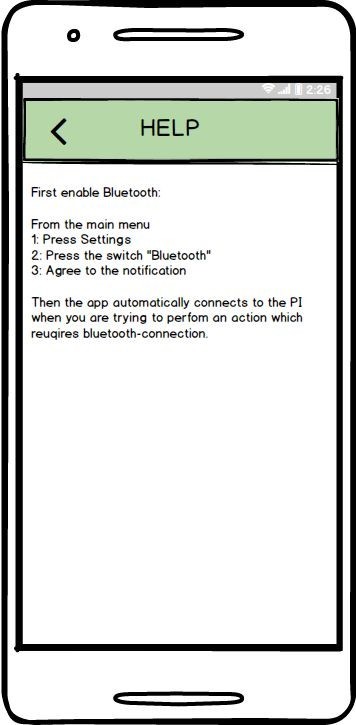 2:26
HELP
First enable Bluetooth:
From the main menu
1: Press Settings
2: Press the switch "Bluetooth"
3: Agree to the notification
Then the app automatically connects to the PI
when you are trying to perfom an action which
reuqires bluetooth-connection.